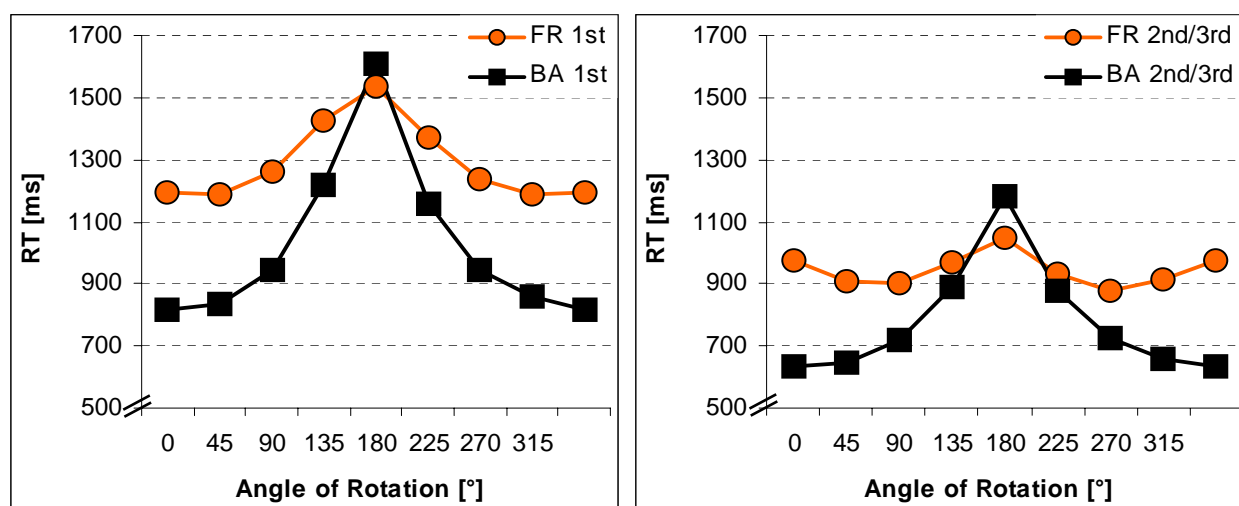 1700
1500
1300
1100
900
700
500
RT [ms]
FR 1st
BA 1st
0 45 90 135 180 225 270 315
Angle of Rotation [°]
1700
1500
1300
1100
900
700
500
RT [ms]
FR 2nd/3rd
BA 2nd/3rd
0 45 90 135 180 225 270 315
Angle of Rotation [°]